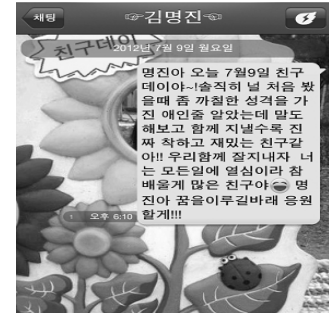 채팅
☞김명진☜
친구데이
2012년 7월 9일 월요일
명진아 오늘 7월9일 친구
데이야~!솔직히 널 처음 봤
을때 좀 까칠한 성격을 가
진 애인줄 알았는데 말도
해보고 함께 지낼수록 진
짜 착하고 재밌는 친구같
아!! 우리함께 잘지내자 너
는 모든일에 열심이라 참
배울게 많은 친구야😄 명
진아 꿈을이루길바래 응원
할게!!!
1 오후 6:10